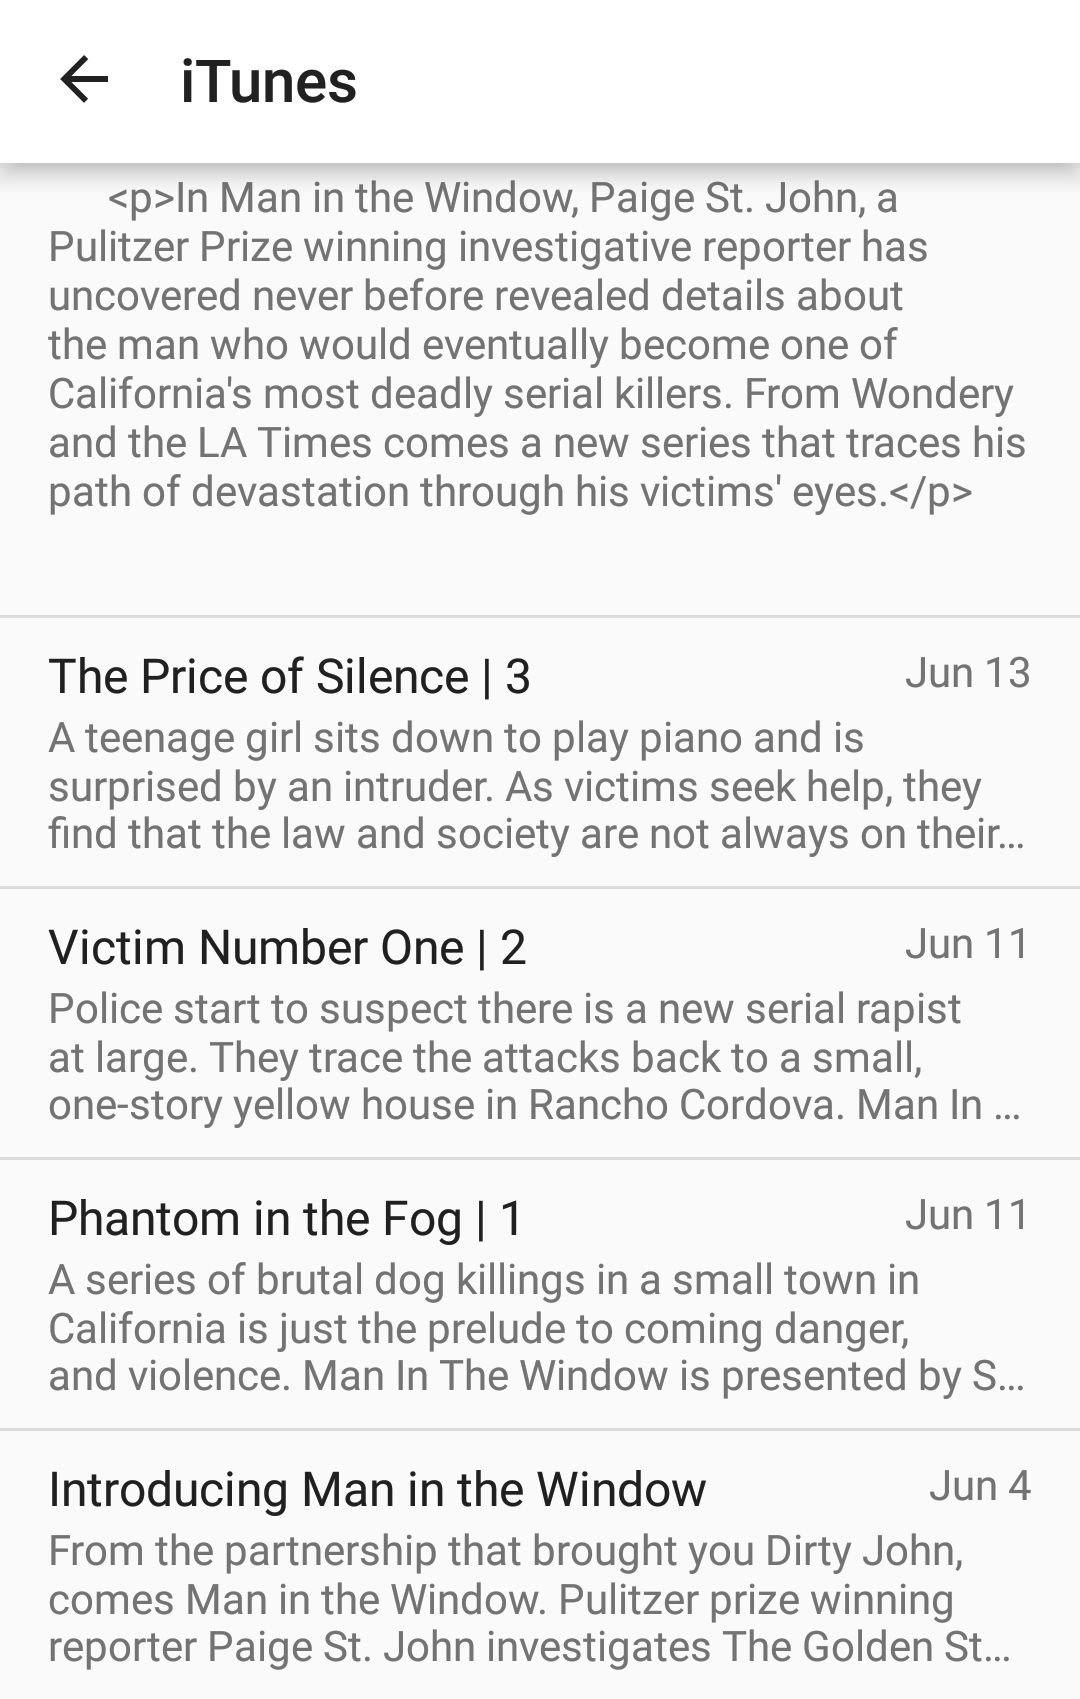 iTunes
<p>In Man in the Window, Paige St. John, a
Pulitzer Prize winning investigative reporter has
uncovered never before revealed details about
the man who would eventually become one of
California's most deadly serial killers. From Wondery
and the LA Times comes a new series that traces his
path of devastation through his victims' eyes.</p>
The Price of Silence | 3
Jun 13
A teenage girl sits down to play piano and is
surprised by an intruder. As victims seek help, they
find that the law and society are not always on their...
Victim Number One | 2
Jun 11
Police start to suspect there is a new serial rapist
at large. They trace the attacks back to a small,
one-story yellow house in Rancho Cordova. Man In ...
Phantom in the Fog | 1
Jun 11
A series of brutal dog killings in a small town in
California is just the prelude to coming danger,
and violence. Man In The Window is presented by S...
Introducing Man in the Window
Jun 4
From the partnership that brought you Dirty John,
comes Man in the Window. Pulitzer prize winning
reporter Paige St. John investigates The Golden St...